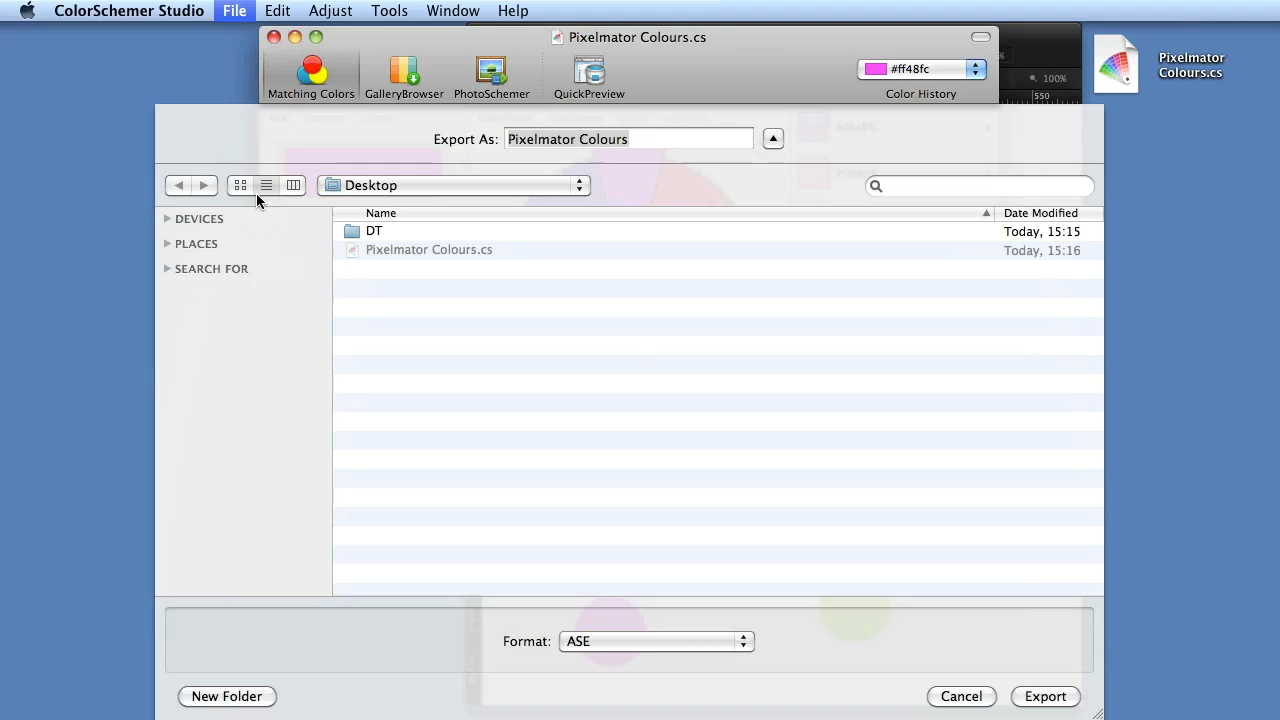 ColorSchemer Studio File Edit Adjust Tools Window Help
Pixelmator Colours.cs
Matching Colors GalleryBrowser PhotoSchemer QuickPreview
#ff48fc
Color History
100%
550
Pixelmator
Colours.cs
Export As: Pixelmator Colours
Desktop
DEVICES
PLACES
SEARCH FOR
Name Date Modified
DT Today, 15:15
Pixelmator Colours.cs Today, 15:16
Format: ASE
New Folder Cancel Export